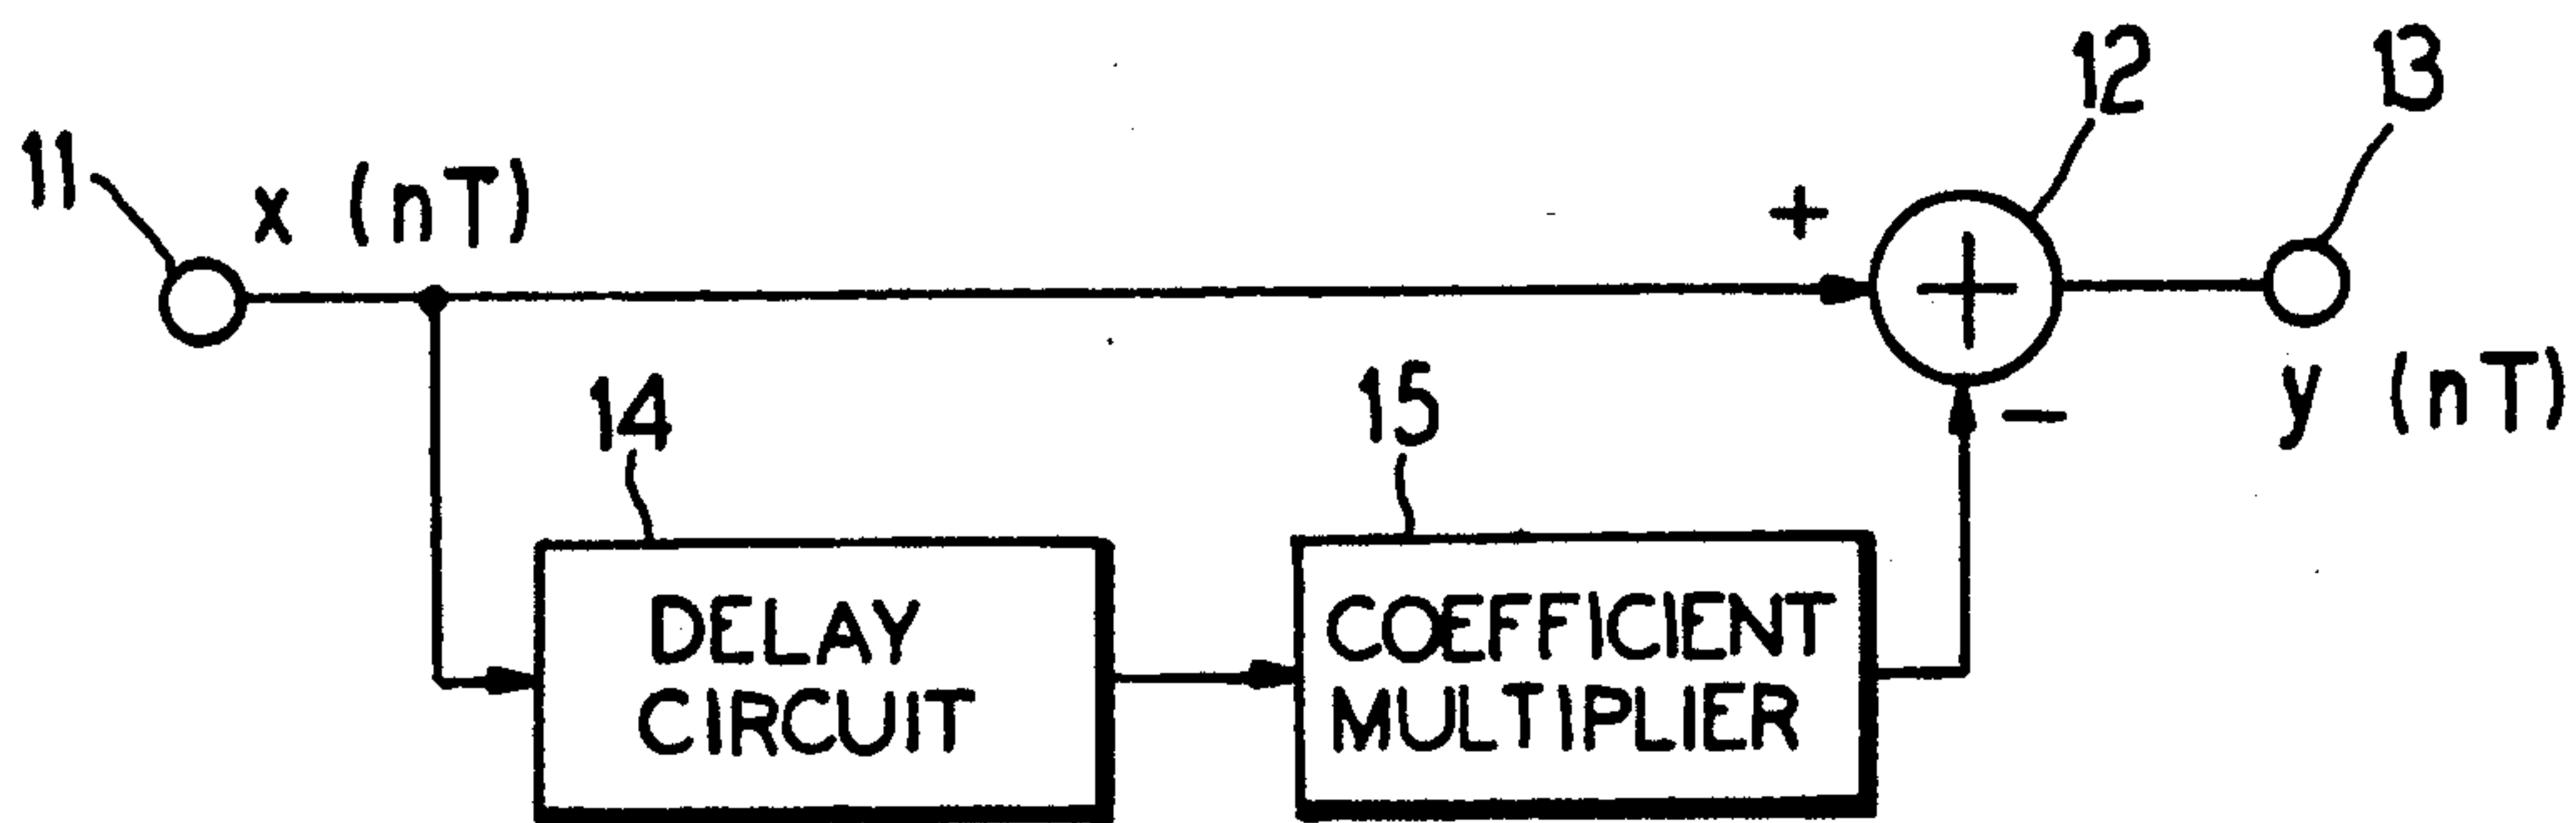 12
13
11
x (nT)
+
14
15
−
y (nT)
DELAY
CIRCUIT
COEFFICIENT
MULTIPLIER